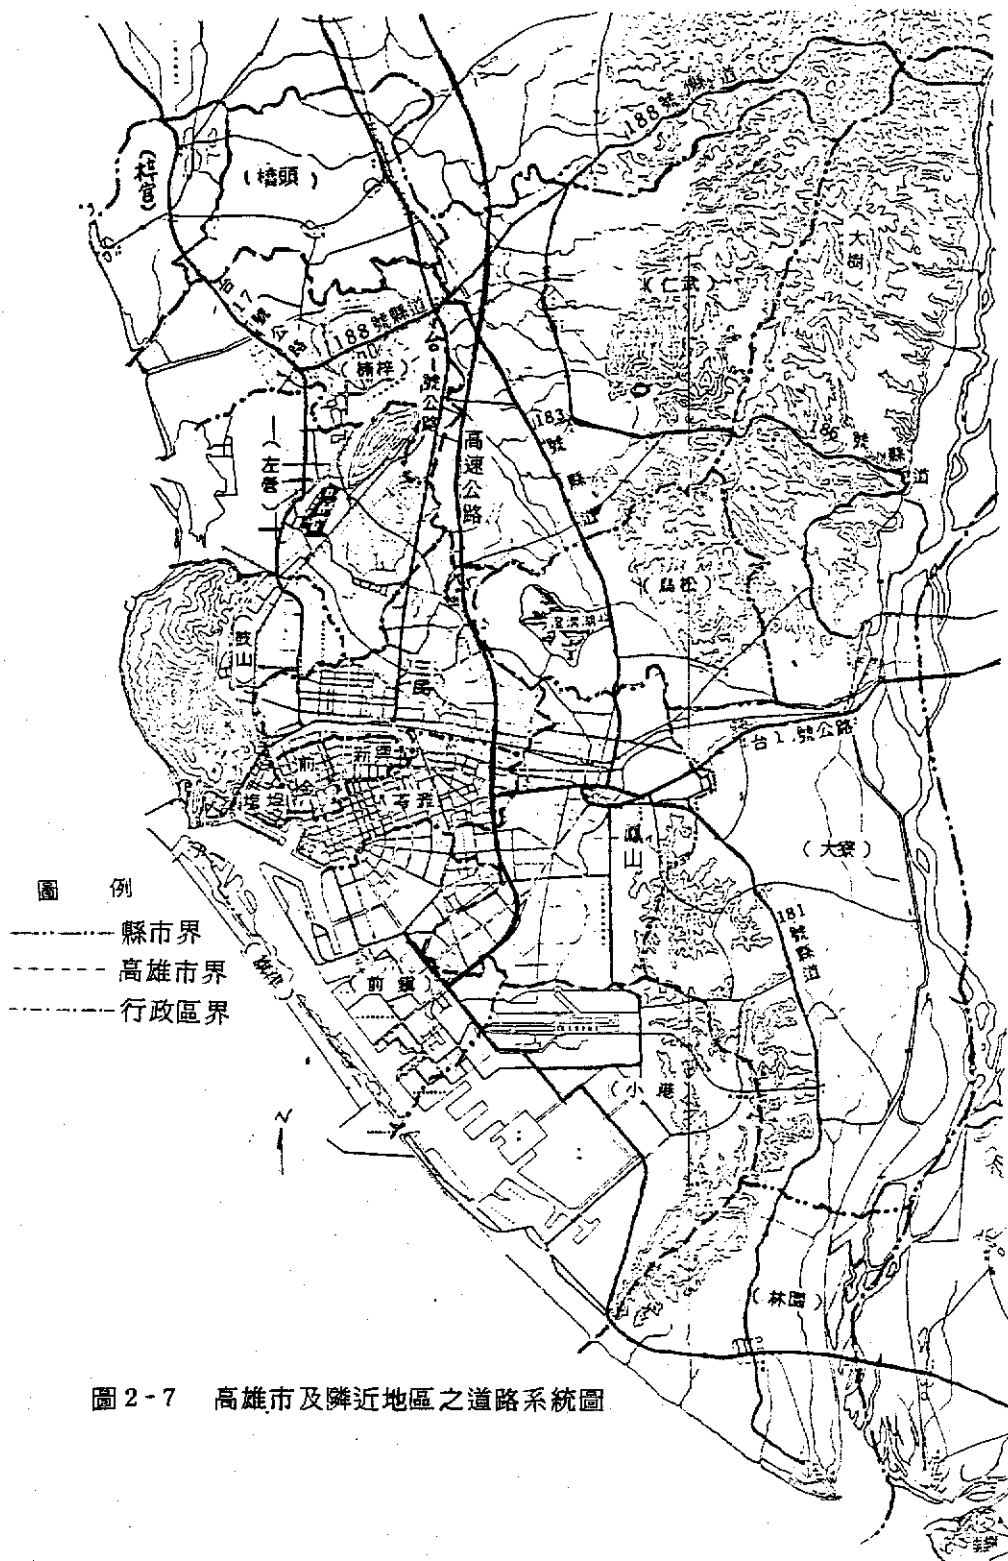 188號縣道
(梓官)
(橋頭)
大樹
(仁武)
台17號公路
188號縣道
(楠梓)
台1號公路
183號縣道
186號縣道
(左營)
高速公路
(鳥松)
澄清湖
(鼓山)
三民
台1號公路
新興
前金
鹽埕
苓雅
鳳山
(大寮)
圖 例
縣市界
高雄市界
行政區界
181號縣道
(前鎮)
(小港
N
(林園)
圖2-7 高雄市及隣近地區之道路系統圖